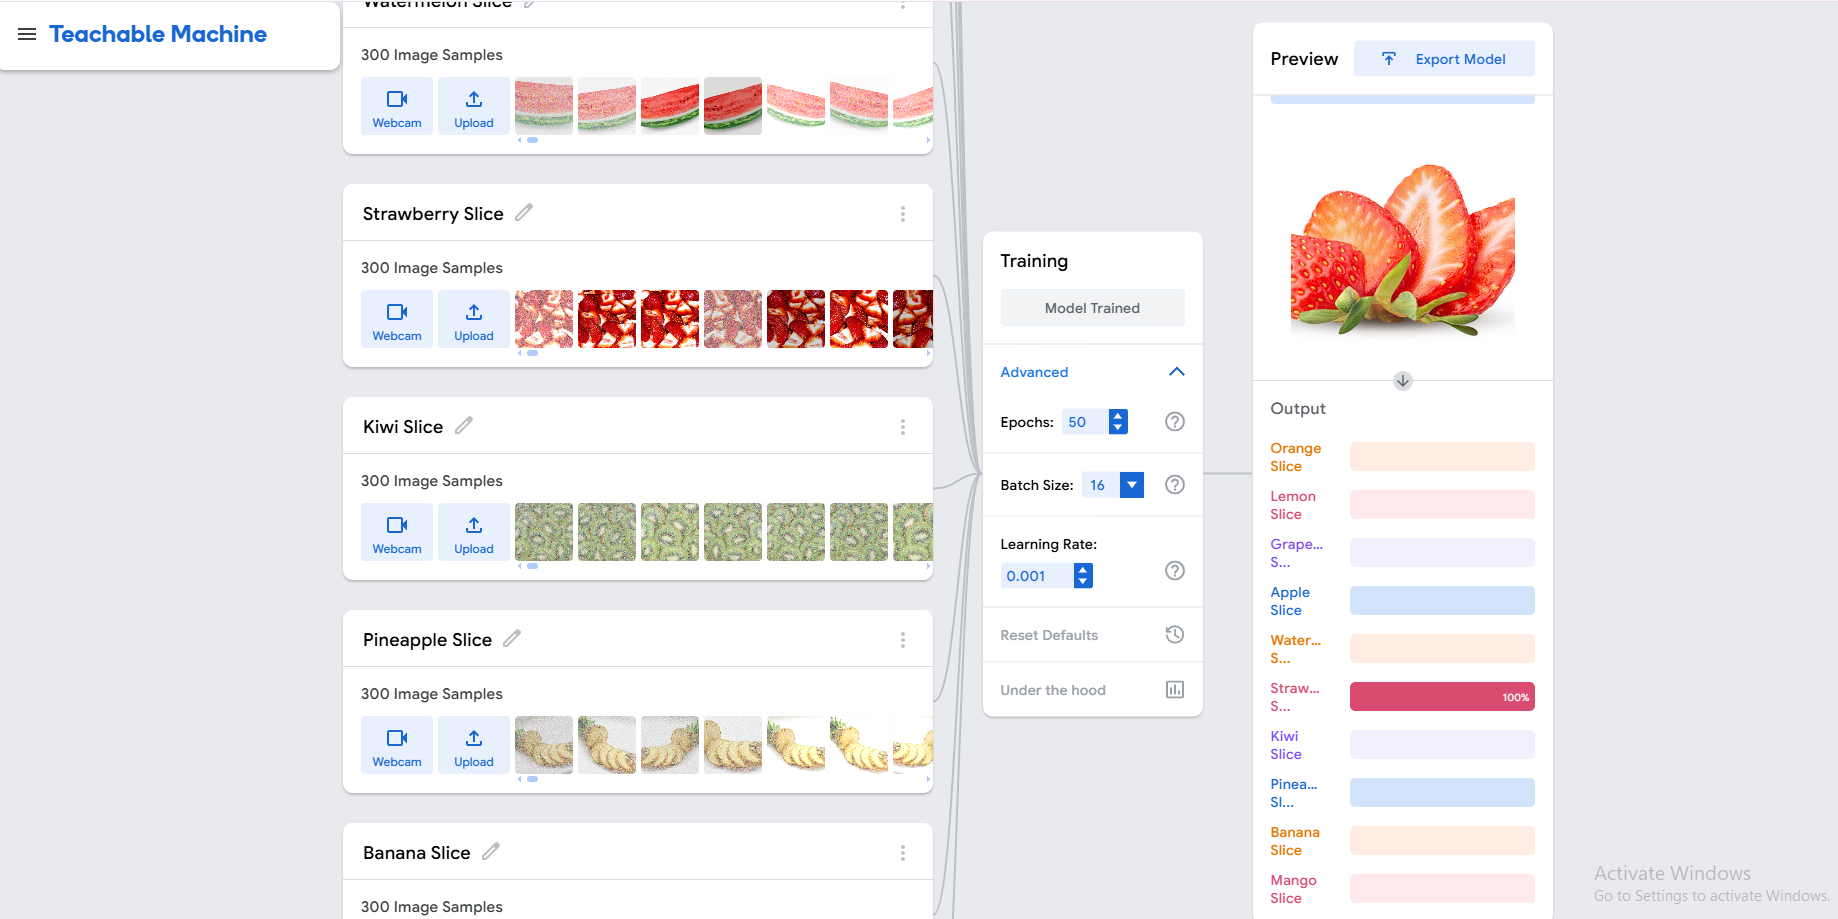 Teachable Machine
Watermelon Slice
300 Image Samples
Webcam
Upload
Strawberry Slice
300 Image Samples
Webcam
Upload
Kiwi Slice
300 Image Samples
Webcam
Upload
Pineapple Slice
300 Image Samples
Webcam
Upload
Banana Slice
300 Image Samples
Training
Model Trained
Advanced
Epochs: 50
Batch Size: 16
Learning Rate:
0.001
Reset Defaults
Under the hood
Preview
Export Model
Output
Orange
Slice
Lemon
Slice
Grape...
S...
Apple
Slice
Water...
S...
Straw...
S...
100%
Kiwi
Slice
Pinea...
Sl...
Banana
Slice
Mango
Slice
Activate Windows
Go to Settings to activate Windows.